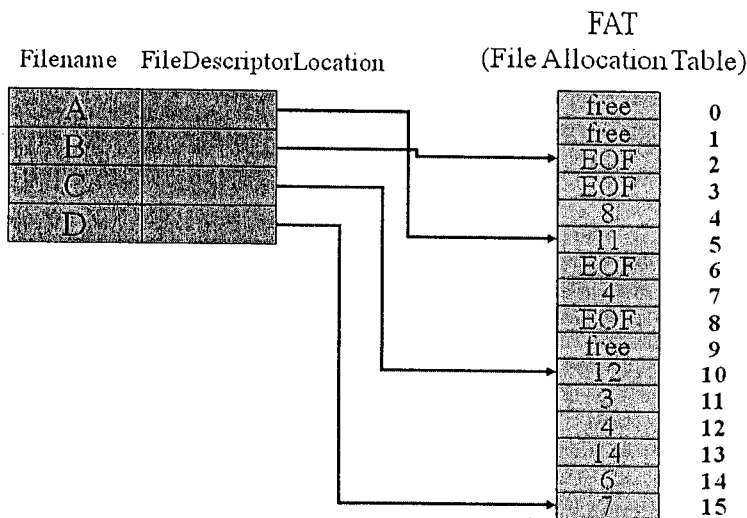 FAT
(File Allocation Table)
Filename FileDescriptorLocation
A
B
C
D
free 0
free 1
EOF 2
EOF 3
8 4
11 5
EOF 6
4 7
EOF 8
free 9
12 10
3 11
4 12
14 13
6 14
7 15